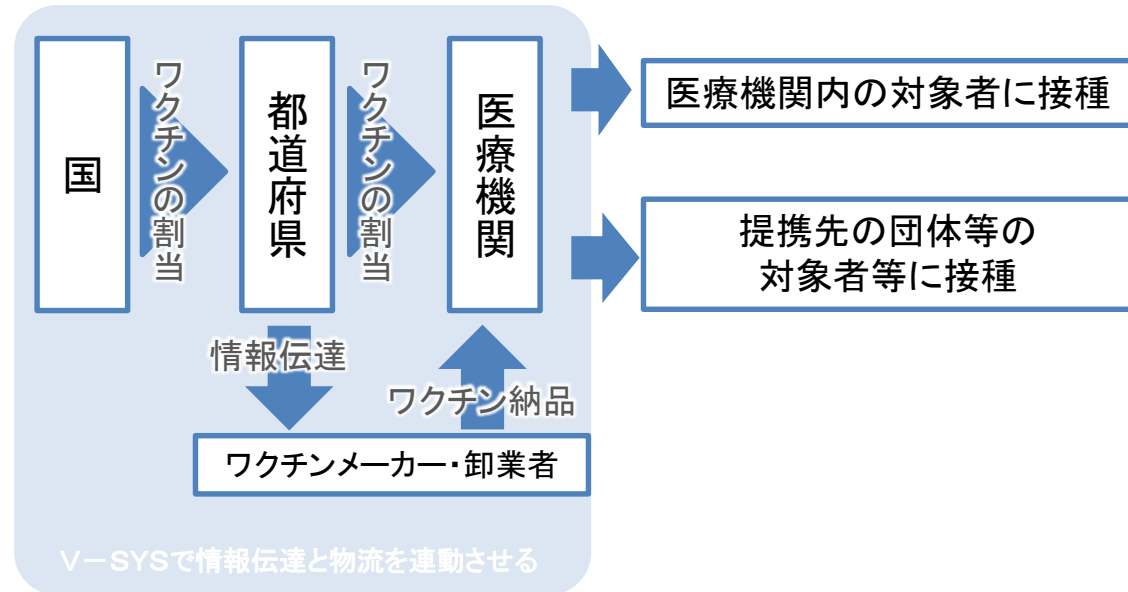 国
ワクチンの割当
都道府県
ワクチンの割当
医療機関
医療機関内の対象者に接種
提携先の団体等の
対象者等に接種
情報伝達
ワクチン納品
ワクチンメーカー・卸業者
V－SYSで情報伝達と物流を連動させる